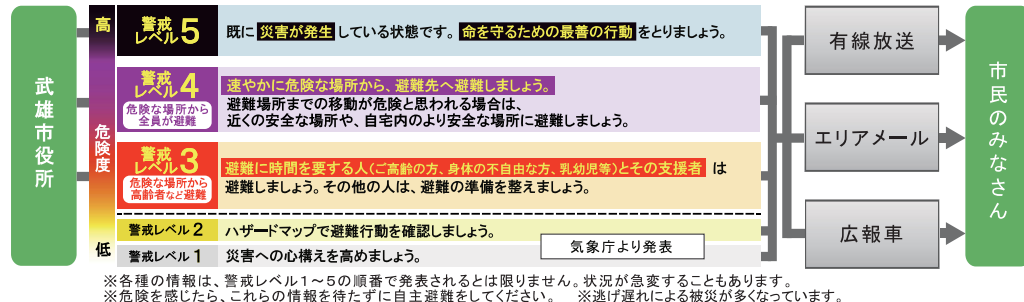 武雄市役所
高
危険度
低
警戒
レベル5
既に災害が発生している状態です。命を守るための最善の行動をとりましょう。
警戒
レベル4
危険な場所から
全員が避難
速やかに危険な場所から、避難先へ避難しましょう。
避難場所までの移動が危険と思われる場合は、
近くの安全な場所や、自宅内のより安全な場所に避難しましょう。
警戒
レベル3
危険な場所から
高齢者など避難
避難に時間を要する人(ご高齢の方、身体の不自由な方、乳幼児等)とその支援者 は
避難しましょう。その他の人は、避難の準備を整えましょう。
警戒レベル 2
ハザードマップで避難行動を確認しましょう。
警戒レベル 1
災害への心構えを高めましょう。
気象庁より発表
有線放送
エリアメール
広報車
市民のみなさん
※各種の情報は、警戒レベル1〜5の順番で発表されるとは限りません。状況が急変することもあります。
※危険を感じたら、これらの情報を待たずに自主避難をしてください。 ※逃げ遅れによる被災が多くなっています。